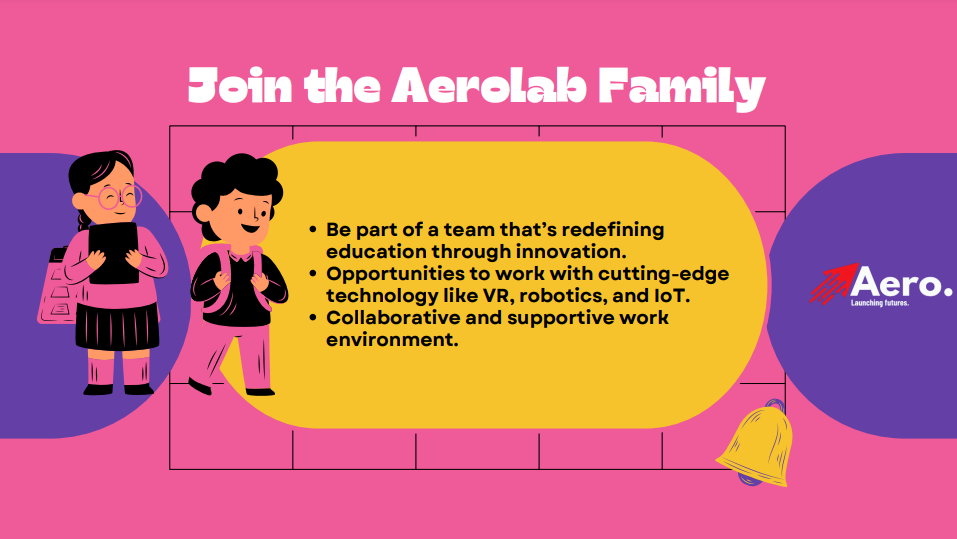 Join the Aerolab Family
• Be part of a team that's redefining
education through innovation.
• Opportunities to work with cutting-edge
technology like VR, robotics, and IoT.
• Collaborative and supportive work
environment.
Aero.
Launching futures.